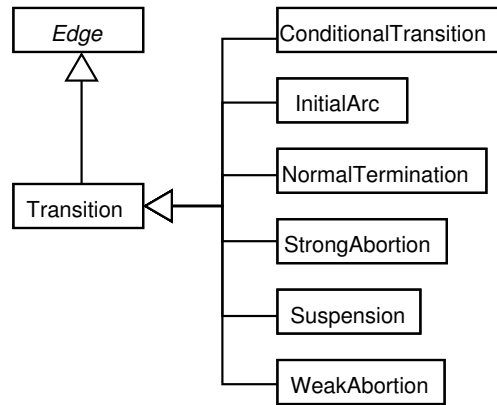 Edge
ConditionalTransition
InitialArc
NormalTermination
Transition
StrongAbortion
Suspension
WeakAbortion